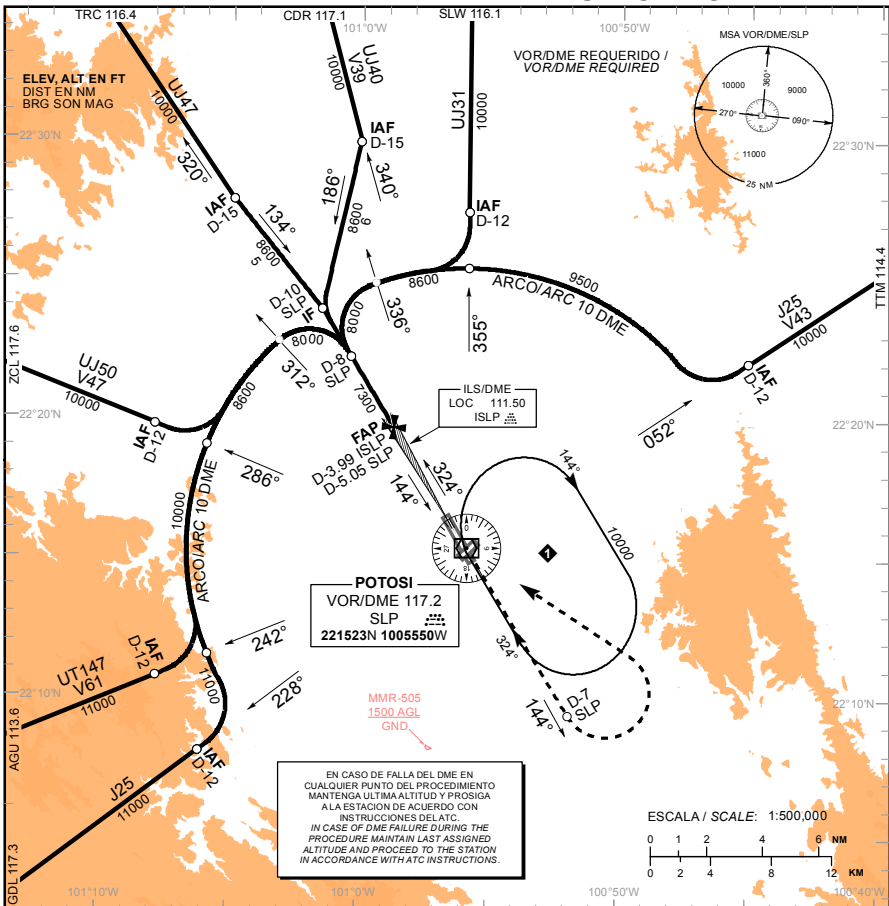 TRC 116.4
CDR 117.1
SLW 116.1
101°00'W
100°50'W
ELEV, ALT EN FT
DIST EN NM
BRG SON MAG
VOR/DME REQUERIDO /
VOR/DME REQUIRED
MSA VOR/DME/SLP
360°
10000
9000
270°
090°
11000
25 NM
UJ47
10000
UJ40
V39
10000
UJ31
10000
22°30'N
22°30'N
IAF
D-15
320°
IAF
D-15
134°
8600
5
186°
8600
6
340°
IAF
D-12
TTM 114.4
D-10
SLP
IF
8000
336°
8600
ARCO/ARC 10 DME
9500
355°
J25
V43
10000
IAF
D-12
052°
ZCL 117.6
UJ50
V47
10000
8000
312°
D-8
SLP
8600
7300
IAF
D-12
ILS/DME
LOC 111.50
ISLP
22°20'N
22°20'N
FAP
D-3.99 ISLP
D-5.05 SLP
144°
324°
286°
10000
ARCO/ARC 10 DME
144°
10000
1
0
9
18
27
POTOSI
VOR/DME 117.2
SLP
221523N 1005550W
324°
144°
D-7
SLP
IAF
D-12
242°
UT147
V61
11000
11000
228°
22°10'N
22°10'N
AGU 113.6
IAF
D-12
J25
11000
GDL 117.3
MMR-505
1500 AGL
GND
EN CASO DE FALLA DEL DME EN
CUALQUIER PUNTO DEL PROCEDIMIENTO
MANTENGA ULTIMA ALTITUD Y PROSIGA
A LA ESTACION DE ACUERDO CON
INSTRUCCIONES DEL ATC.
IN CASE OF DME FAILURE DURING THE
PROCEDURE MAINTAIN LAST ASSIGNED
ALTITUDE AND PROCEED TO THE STATION
IN ACCORDANCE WITH ATC INSTRUCTIONS.
ESCALA / SCALE: 1:500,000
0 1 2 4 6 NM
0 2 4 8 12 KM
101°10'W
101°00'W
100°50'W
100°40'W